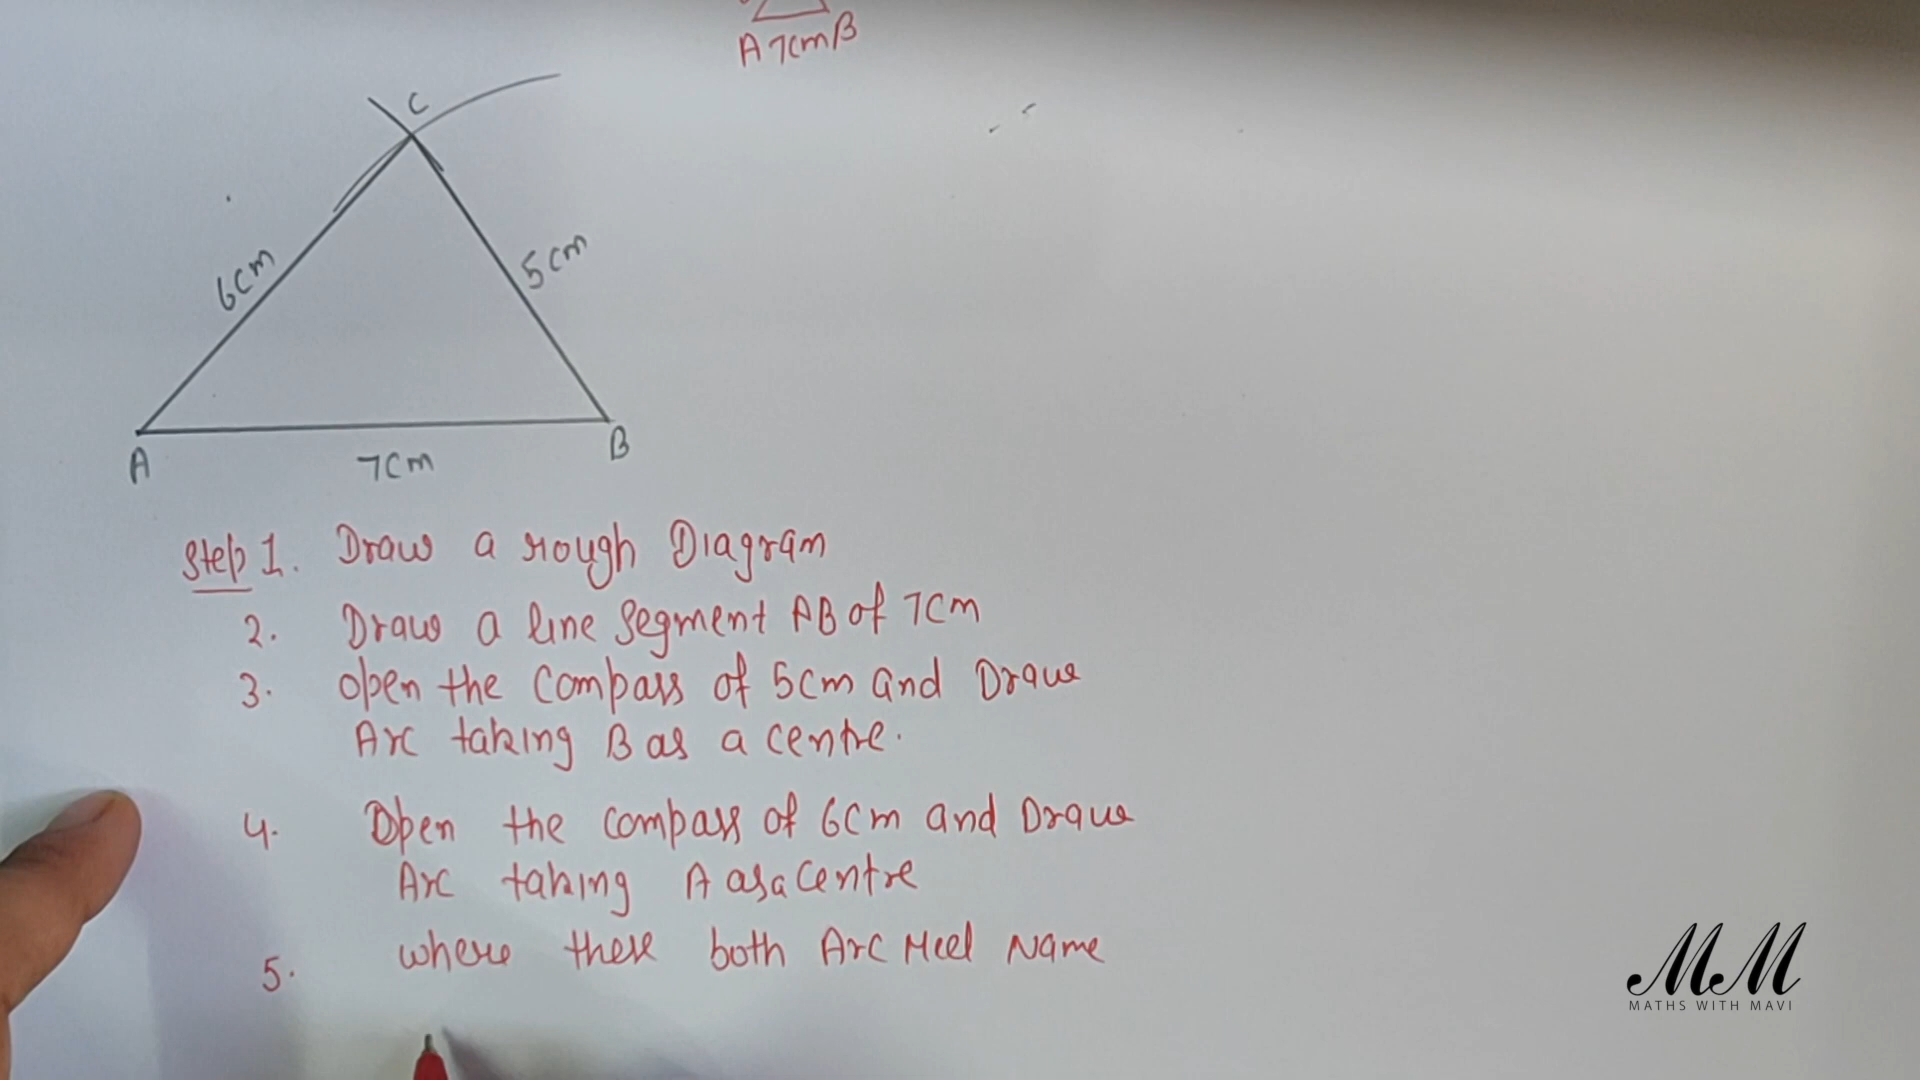 A 7cm B
C
6cm
5cm
A
7cm
B
Step 1. Draw a rough Diagram
2. Draw a line segment AB of 7cm
3. open the compass of 5cm and Draw
Arc taking B as a centre.
4. Open the compass of 6cm and Draw
Arc taking A as a centre
5. where these both Arc Meet Name
MM
MATHS WITH MAVI